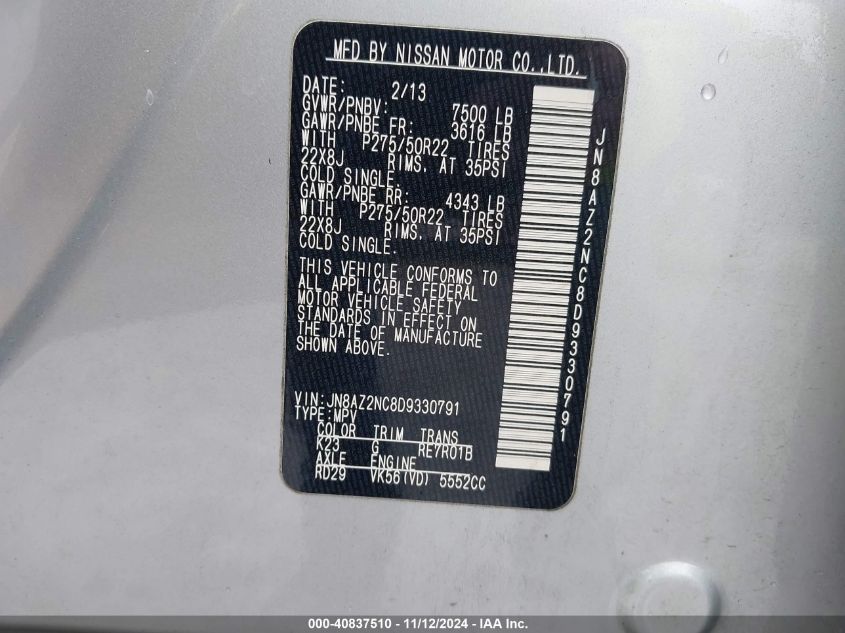 MFD BY NISSAN MOTOR CO.,LTD.
DATE: 2/13
GVWR/PNBV: 7500 LB
GAWR/PNBE FR: 3616 LB
WITH P275/50R22 TIRES
22X8J RIMS, AT 35PSI
COLD SINGLE.
GAWR/PNBE RR: 4343 LB
WITH P275/50R22 TIRES
22X8J RIMS, AT 35PSI
COLD SINGLE.
THIS VEHICLE CONFORMS TO
ALL APPLICABLE FEDERAL
MOTOR VEHICLE SAFETY
STANDARDS IN EFFECT ON
THE DATE OF MANUFACTURE
SHOWN ABOVE.
VIN:JN8AZ2NC8D9330791
TYPE:MPV
COLOR TRIM TRANS
K23 G RE7R01B
AXLE ENGINE
RD29 VK56(VD) 5552CC
JN8AZ2NC8D9330791
000-40837510 - 11/12/2024 - IAA Inc.